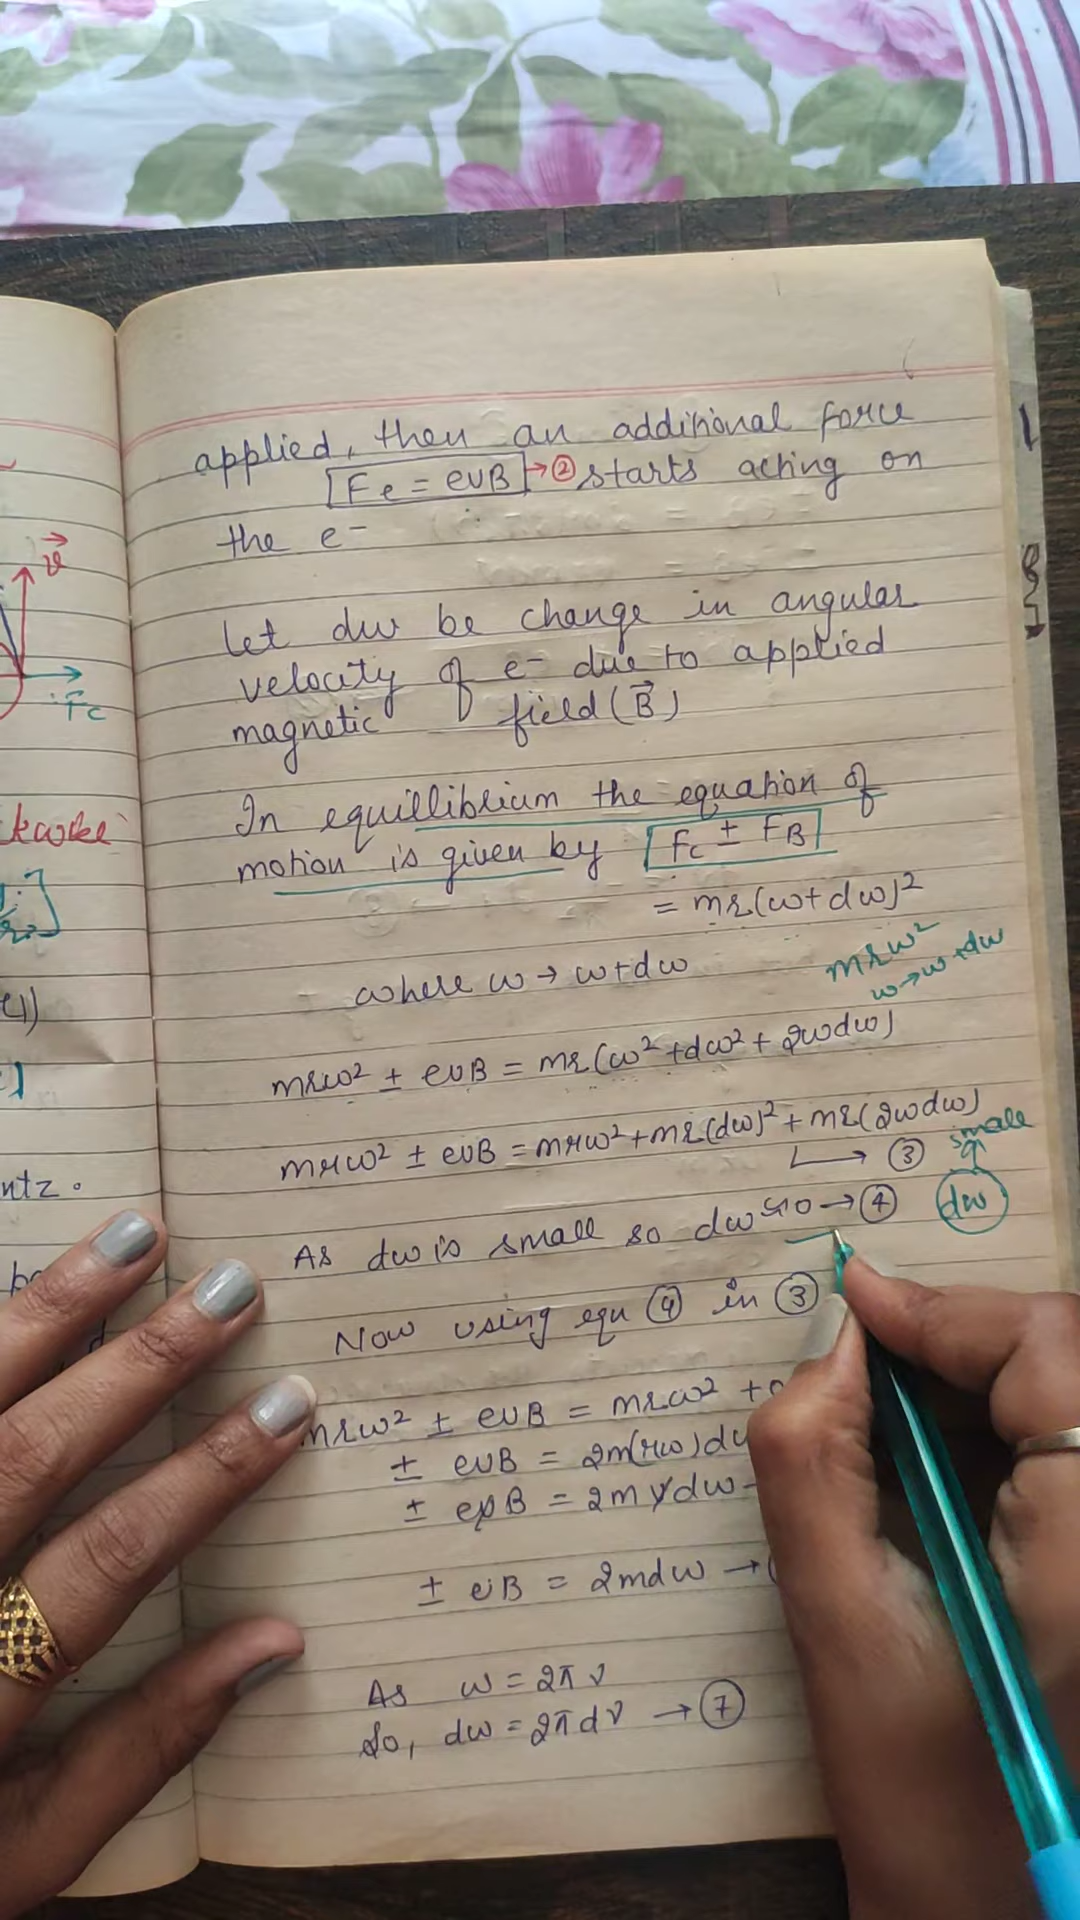 kaske
ntz.
applied, then an additional force
Fe = evB → ② starts acting on
the e-
Let dw be change in angular
velocity of e- due to applied
magnetic field (B⃗)
In equillibrium the equation of
motion is given by Fc ± FB
= mr(ω+dω)²
where ω → ω+dω
mrω²
ω→ω+dω
mrω² ± evB = mr(ω²+dω²+2ωdω)
mrω² ± evB = mrω²+mr(dω)²+mr(2ωdω)
→ ③
small
dω
As dω is small so dω≈0 → ④
Now using equ ④ in ③
mrω² ± evB = mrω² +
± evB = 2m(rω)d
± evB = 2mvdω
± eB = 2mdω →
As ω = 2πν
So, dω = 2πdν → ⑦
v⃗
F⃗c